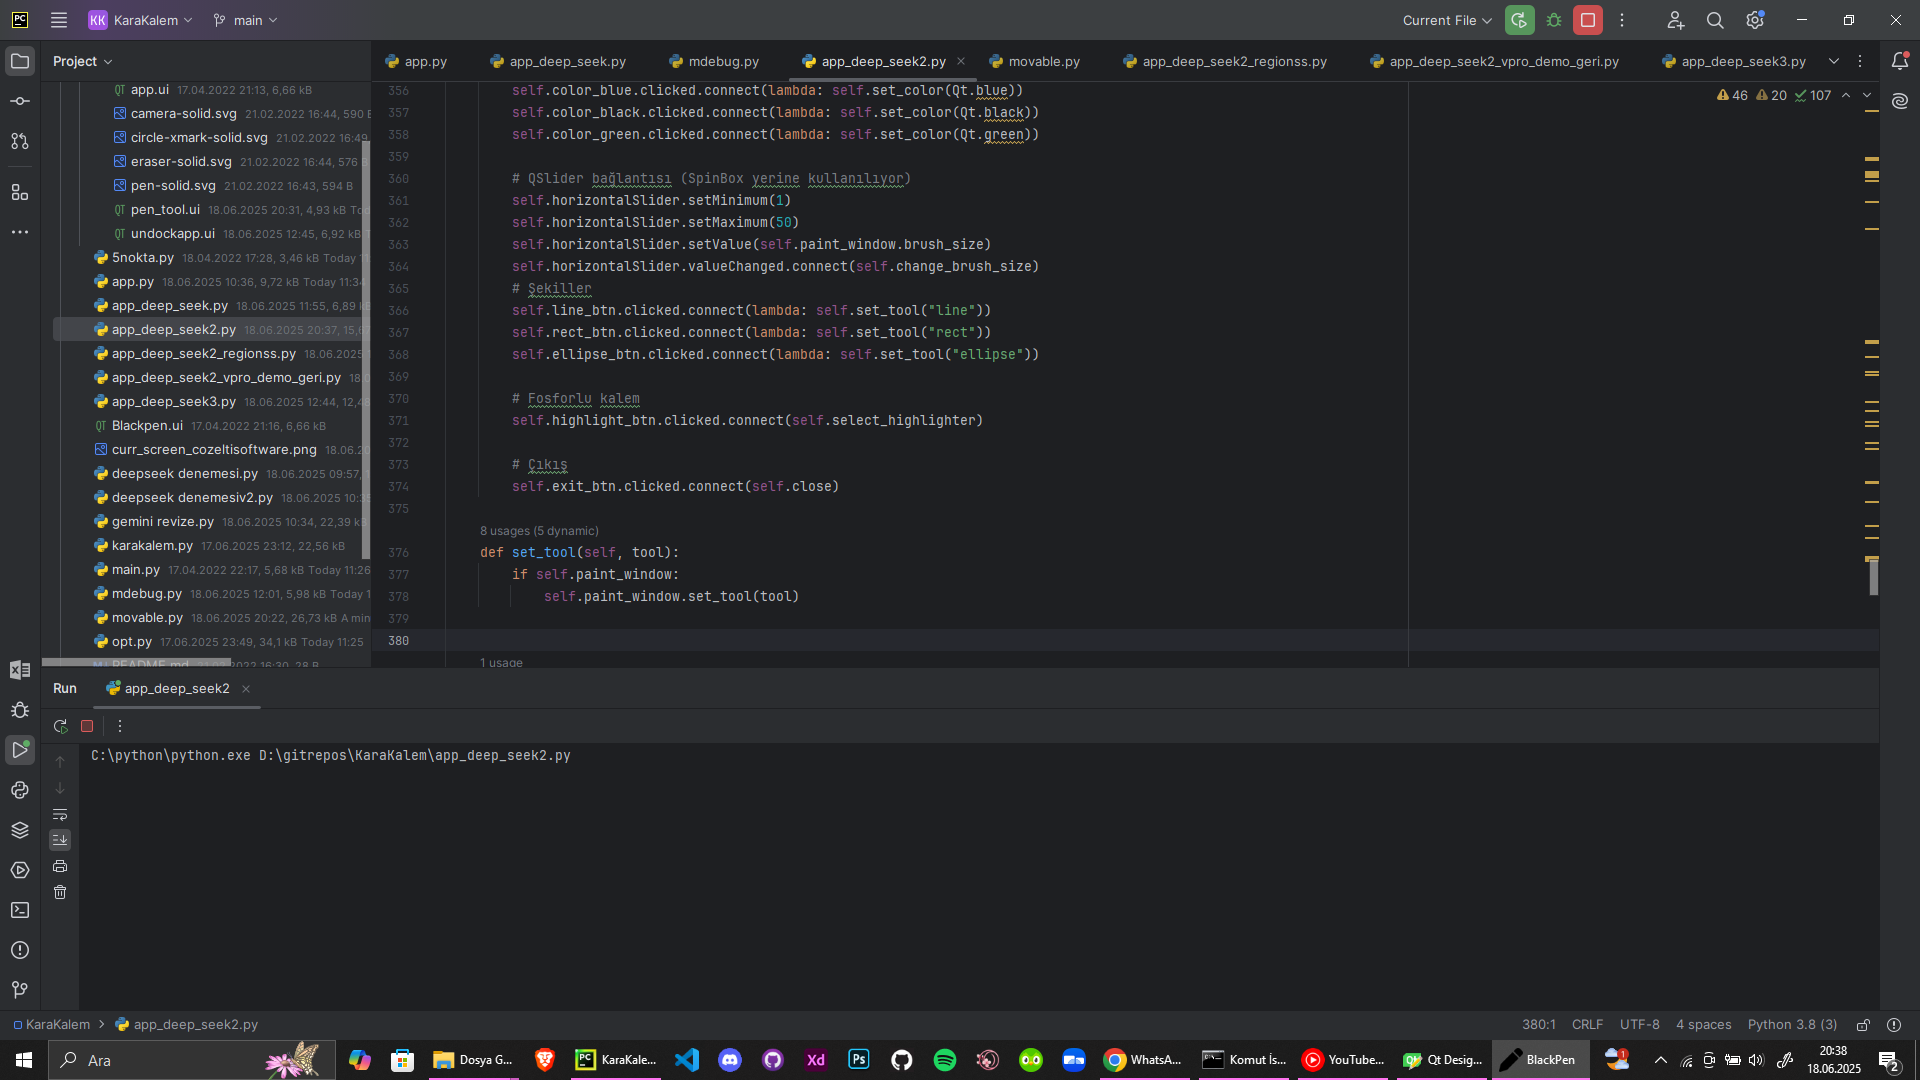 KK KaraKalem main Current File
Project
app.py app_deep_seek.py mdebug.py app_deep_seek2.py movable.py app_deep_seek2_regionss.py app_deep_seek2_vpro_demo_geri.py app_deep_seek3.py
46 20 107
app.ui 17.04.2022 21:13, 6,66 kB
camera-solid.svg 21.02.2022 16:44, 590
circle-xmark-solid.svg 21.02.2022 16:49
eraser-solid.svg 21.02.2022 16:44, 576
pen-solid.svg 21.02.2022 16:43, 594 B
pen_tool.ui 18.06.2025 20:31, 4,93 kB
undockapp.ui 18.06.2025 12:45, 6,92 kB
5nokta.py 18.04.2022 17:28, 3,46 kB Today
app.py 18.06.2025 10:36, 9,72 kB Today 11:34
app_deep_seek.py 18.06.2025 11:55, 6,89
app_deep_seek2.py 18.06.2025 20:37,
app_deep_seek2_regionss.py 18.06.2025
app_deep_seek2_vpro_demo_geri.py
app_deep_seek3.py 18.06.2025 12:44,
Blackpen.ui 17.04.2022 21:16, 6,66 kB
curr_screen_cozeltisoftware.png
deepseek denemesi.py 18.06.2025 09:57,
deepseek denemesiv2.py 18.06.2025
gemini revize.py 18.06.2025 10:34, 22,39
karakalem.py 17.06.2025 23:12, 22,56 kB
main.py 17.04.2022 22:17, 5,68 kB Today 11:26
mdebug.py 18.06.2025 12:01, 5,98 kB Today
movable.py 18.06.2025 20:22, 26,73 kB A min
opt.py 17.06.2025 23:49, 34,1 kB Today 11:25
README.md 21.02.2022 16:30, 28 B
356 self.color_blue.clicked.connect(lambda: self.set_color(Qt.blue))
357 self.color_black.clicked.connect(lambda: self.set_color(Qt.black))
358 self.color_green.clicked.connect(lambda: self.set_color(Qt.green))
359
360 # QSlider bağlantısı (SpinBox yerine kullanılıyor)
361 self.horizontalSlider.setMinimum(1)
362 self.horizontalSlider.setMaximum(50)
363 self.horizontalSlider.setValue(self.paint_window.brush_size)
364 self.horizontalSlider.valueChanged.connect(self.change_brush_size)
365 # Şekiller
366 self.line_btn.clicked.connect(lambda: self.set_tool("line"))
367 self.rect_btn.clicked.connect(lambda: self.set_tool("rect"))
368 self.ellipse_btn.clicked.connect(lambda: self.set_tool("ellipse"))
369
370 # Fosforlu kalem
371 self.highlight_btn.clicked.connect(self.select_highlighter)
372
373 # Çıkış
374 self.exit_btn.clicked.connect(self.close)
375
8 usages (5 dynamic)
376 def set_tool(self, tool):
377 if self.paint_window:
378 self.paint_window.set_tool(tool)
379
380
1 usage
Run app_deep_seek2
C:\python\python.exe D:\gitrepos\KaraKalem\app_deep_seek2.py
KaraKalem app_deep_seek2.py 380:1 CRLF UTF-8 4 spaces Python 3.8 (3)
Ara Dosya G... KaraKale... WhatsA... Komut İs... YouTube... Qt Desig... BlackPen 1 20:38
18.06.2025 2